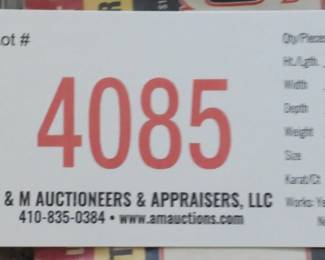 ot #
4085
& M AUCTIONEERS & APPRAISERS, LLC
410-835-0384 • www.amauctions.com
Qty/Pieces
Ht./Lgth.
Width
Depth
Weight
Size
Karat/Ct
Works: Ye
N